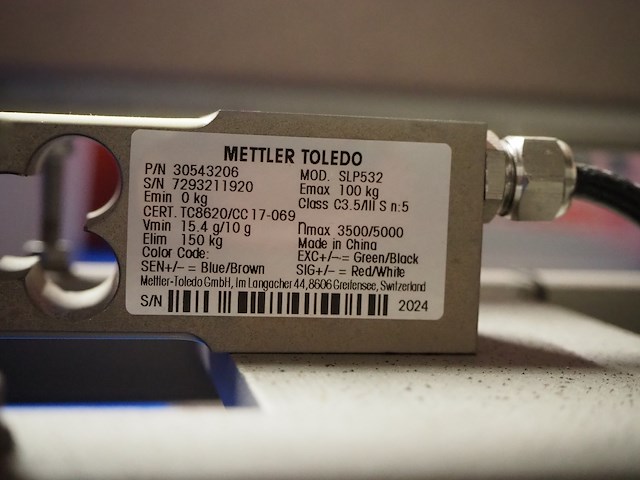 METTLER TOLEDO
P/N 30543206 MOD. SLP532
S/N 7293211920 Emax 100 kg
Emin 0 kg Class C3.5/III S n:5
CERT. TC8620/CC17-069
Vmin 15.4 g/10 g nmax 3500/5000
Elim 150 kg Made in China
Color Code: EXC+/- = Green/Black
SEN+/- = Blue/Brown SIG+/- = Red/White
Mettler-Toledo GmbH, Im Langacher 44, 8606 Greifensee, Switzerland
S/N 2024